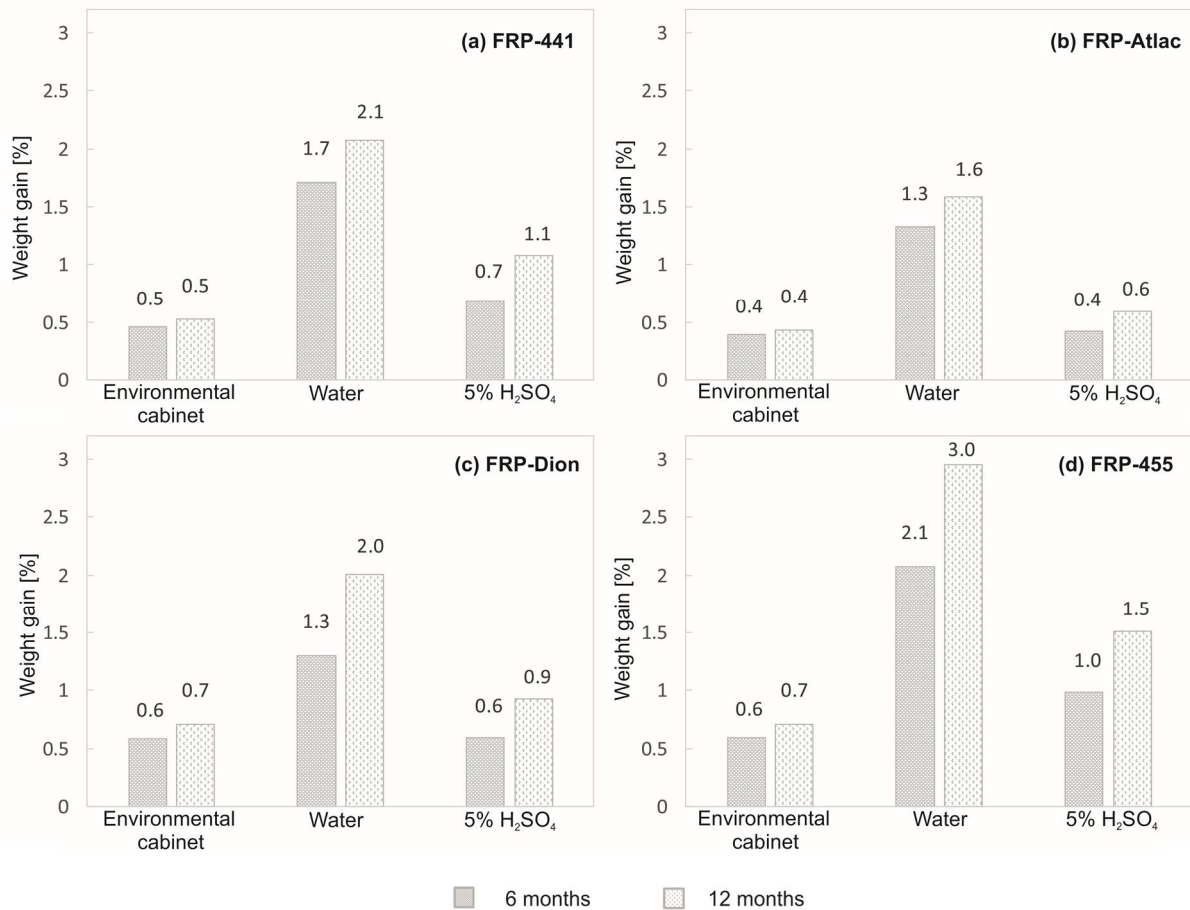 (a) FRP-441
Weight gain [%]
3
2.5
2
1.5
1
0.5
0
0.5
0.5
1.7
2.1
0.7
1.1
Environmental
cabinet
Water
5% H₂SO₄
(b) FRP-Atlac
Weight gain [%]
3
2.5
2
1.5
1
0.5
0
0.4
0.4
1.3
1.6
0.4
0.6
Environmental
cabinet
Water
5% H₂SO₄
(c) FRP-Dion
Weight gain [%]
3
2.5
2
1.5
1
0.5
0
0.6
0.7
1.3
2.0
0.6
0.9
Environmental
cabinet
Water
5% H₂SO₄
(d) FRP-455
Weight gain [%]
3
2.5
2
1.5
1
0.5
0
0.6
0.7
2.1
3.0
1.0
1.5
Environmental
cabinet
Water
5% H₂SO₄
6 months
12 months